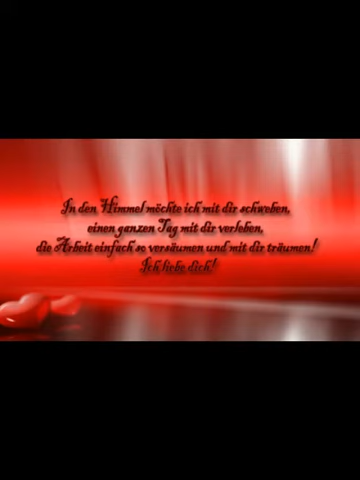 In den Himmel möchte ich mit dir schweben,
einen ganzen Tag mit dir verleben,
die Arbeit einfach so versäumen und mit dir träumen!
Ich liebe dich!